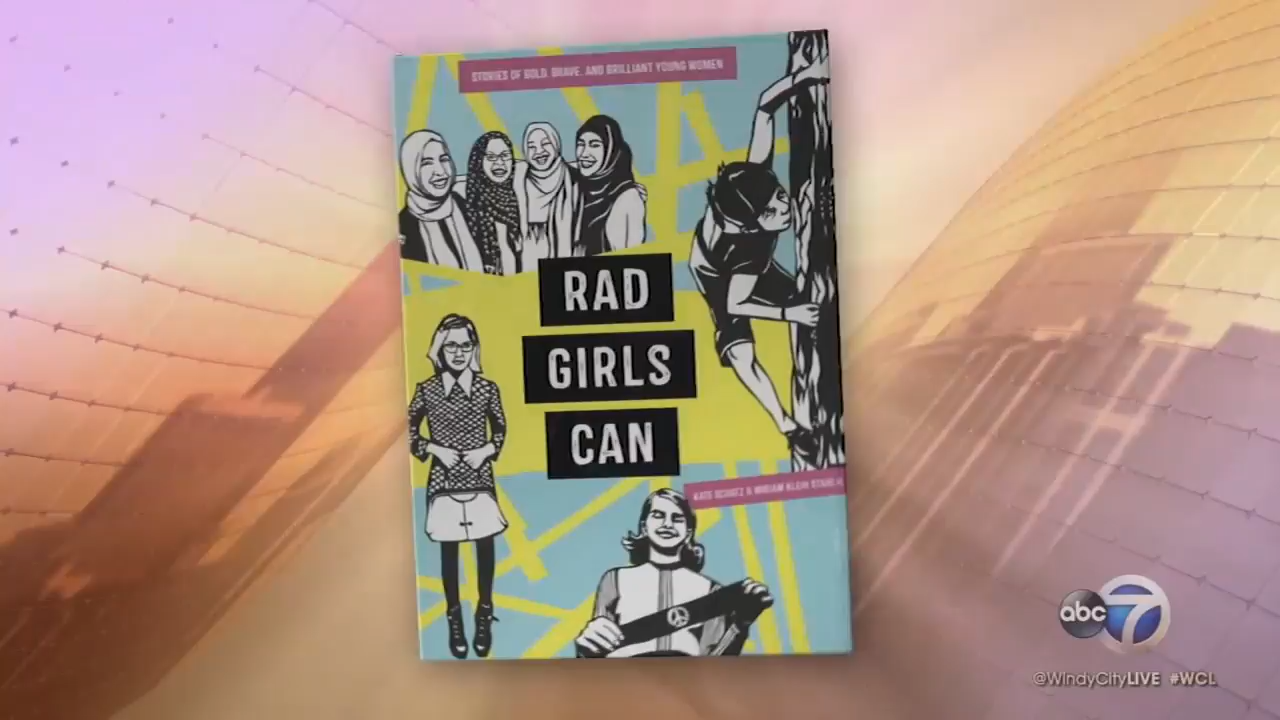 STORIES OF BOLD, BRAVE, AND BRILLIANT YOUNG WOMEN
RAD
GIRLS
CAN
KATE SCHATZ & MIRIAM KLEIN STAHL
abc 7
@WindyCityLIVE #WCL